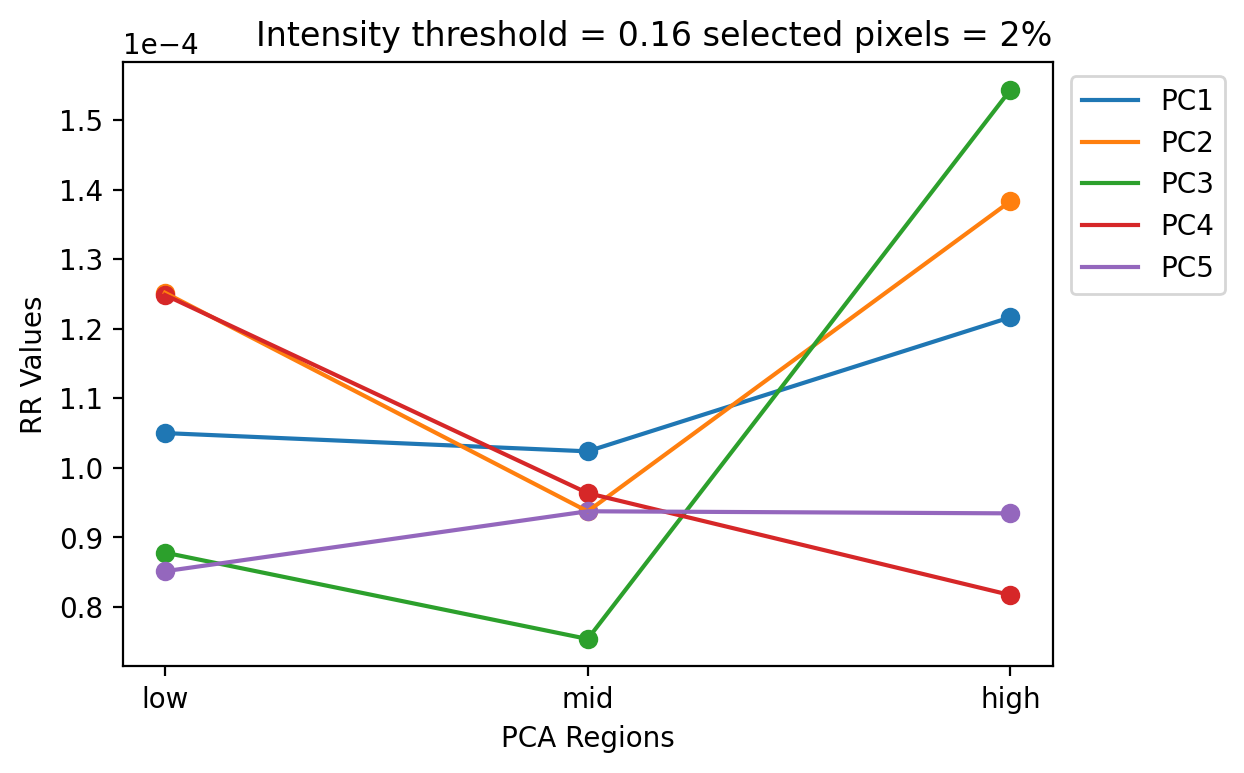 Intensity threshold = 0.16 selected pixels = 2%
1e−4
1.5
1.4
1.3
1.2
1.1
1.0
0.9
0.8
RR Values
low mid high
PCA Regions
PC1
PC2
PC3
PC4
PC5